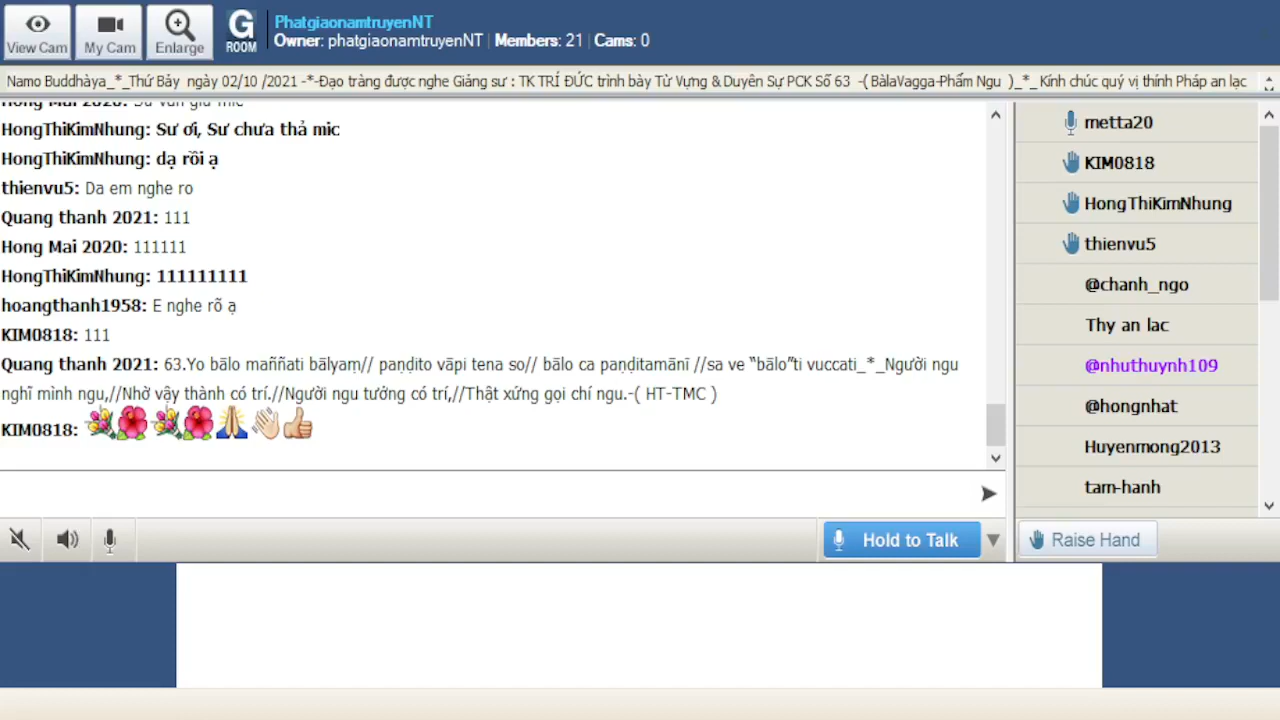 View Cam
My Cam
Enlarge
G
ROOM
PhatgiaonamtruyenNT
Owner: phatgiaonamtruyenNT | Members: 21 | Cams: 0
Namo Buddhàya_*_Thứ Bảy ngày 02/10 /2021 -*-Đạo tràng được nghe Giảng sư : TK TRÍ ĐỨC trình bày Từ Vựng & Duyên Sự PCK Số 63 -( BàlaVagga-Phẩm Ngu )_*_ Kính chúc quý vị thính Pháp an lạc
HongThiKimNhung: Sư ơi, Sư chưa thả mic
HongThiKimNhung: dạ rồi ạ
thienvu5: Da em nghe ro
Quang thanh 2021: 111
Hong Mai 2020: 111111
HongThiKimNhung: 111111111
hoangthanh1958: E nghe rõ ạ
KIM0818: 111
Quang thanh 2021: 63.Yo bālo maññati bālyaṃ// paṇḍito vāpi tena so// bālo ca paṇḍitamānī //sa ve “bālo”ti vuccati_*_Người ngu
nghĩ mình ngu,//Nhờ vậy thành có trí.//Người ngu tưởng có trí,//Thật xứng gọi chí ngu.-( HT-TMC )
KIM0818:
metta20
KIM0818
HongThiKimNhung
thienvu5
@chanh_ngo
Thy an lac
@nhuthuynh109
@hongnhat
Huyenmong2013
tam-hanh
Hold to Talk
Raise Hand